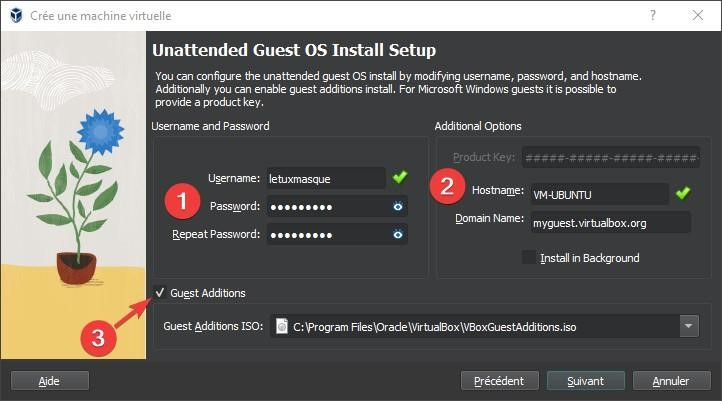 Crée une machine virtuelle
Unattended Guest OS Install Setup
You can configure the unattended guest OS install by modifying username, password, and hostname.
Additionally you can enable guest additions install. For Microsoft Windows guests it is possible to
provide a product key.
Username and Password
Username: letuxmasque
Password: ●●●●●●●●●
Repeat Password: ●●●●●●●●●
1
Additional Options
Product Key: #####-#####-#####-#####-
2
Hostname: VM-UBUNTU
Domain Name: myguest.virtualbox.org
Install in Background
Guest Additions
3
Guest Additions ISO: C:\Program Files\Oracle\VirtualBox\VBoxGuestAdditions.iso
Aide
Précédent
Suivant
Annuler